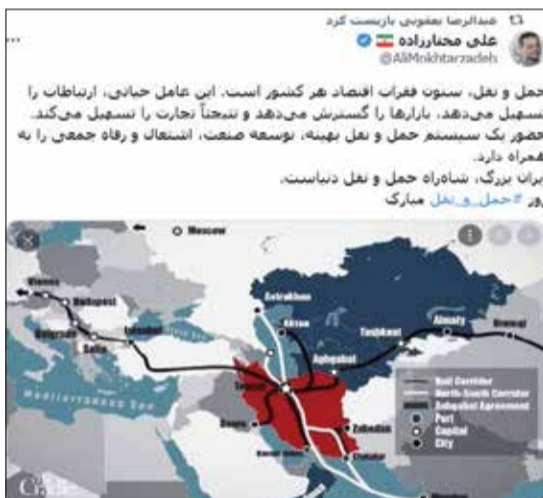 عبدالرضا یعقوبی بازپست کرد
علی مختارزاده
@AliMokhtarzadeh
حمل و نقل، ستون فقرات اقتصاد هر کشور است. این عامل حیاتی، ارتباطات را
تسهیل می‌دهد، بازارها را گسترش می‌دهد و نتیجتاً تجارت را تسهیل می‌کند.
حضور یک سیستم حمل و نقل بهینه، توسعه صنعت، اشتغال و رفاه جمعی را به
همراه دارد.
ایران بزرگ، شاه‌راه حمل و نقل دنیاست.
روز #حمل_و_نقل مبارک
Moscow
Vienna
Budapest
Belgrade
Sofia
Istanbul
Astrakhan
Aktau
Ashgabat
Tashkent
Almaty
Urumqi
Mediterranean Sea
Tehran
Zahedan
Chabahar
Rail Corridor
North-South Corridor
Ashgabat Agreement
Port
Capital
City